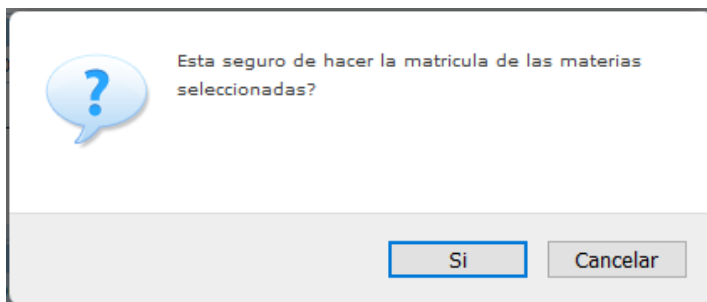 Esta seguro de hacer la matricula de las materias
seleccionadas?
Si
Cancelar